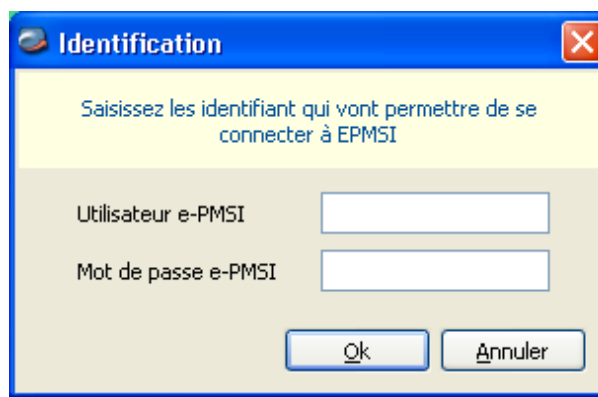 Identification
Saisissez les identifiant qui vont permettre de se
connecter à EPMSI
Utilisateur e-PMSI
Mot de passe e-PMSI
Ok Annuler